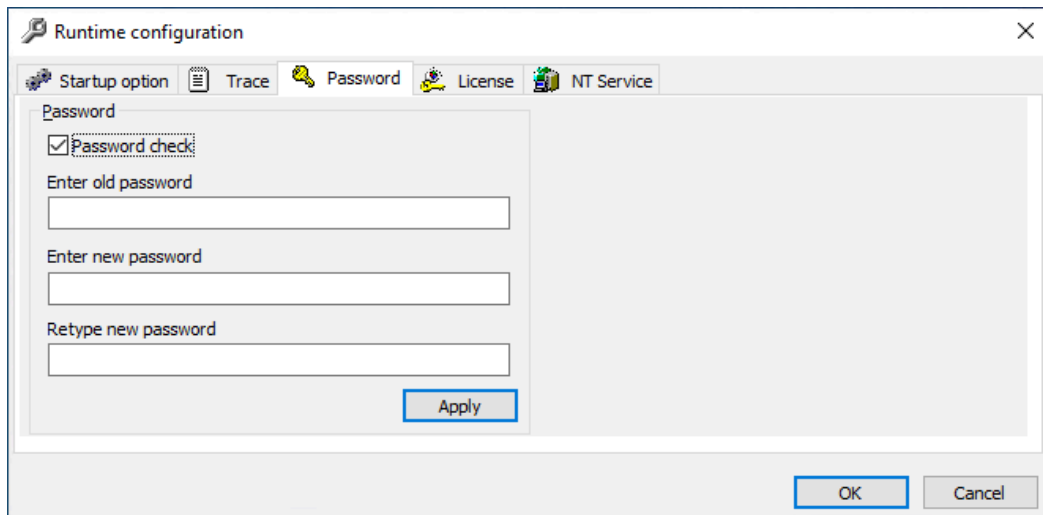 Runtime configuration
Startup option Trace Password License NT Service
Password
Password check
Enter old password
Enter new password
Retype new password
Apply
OK Cancel